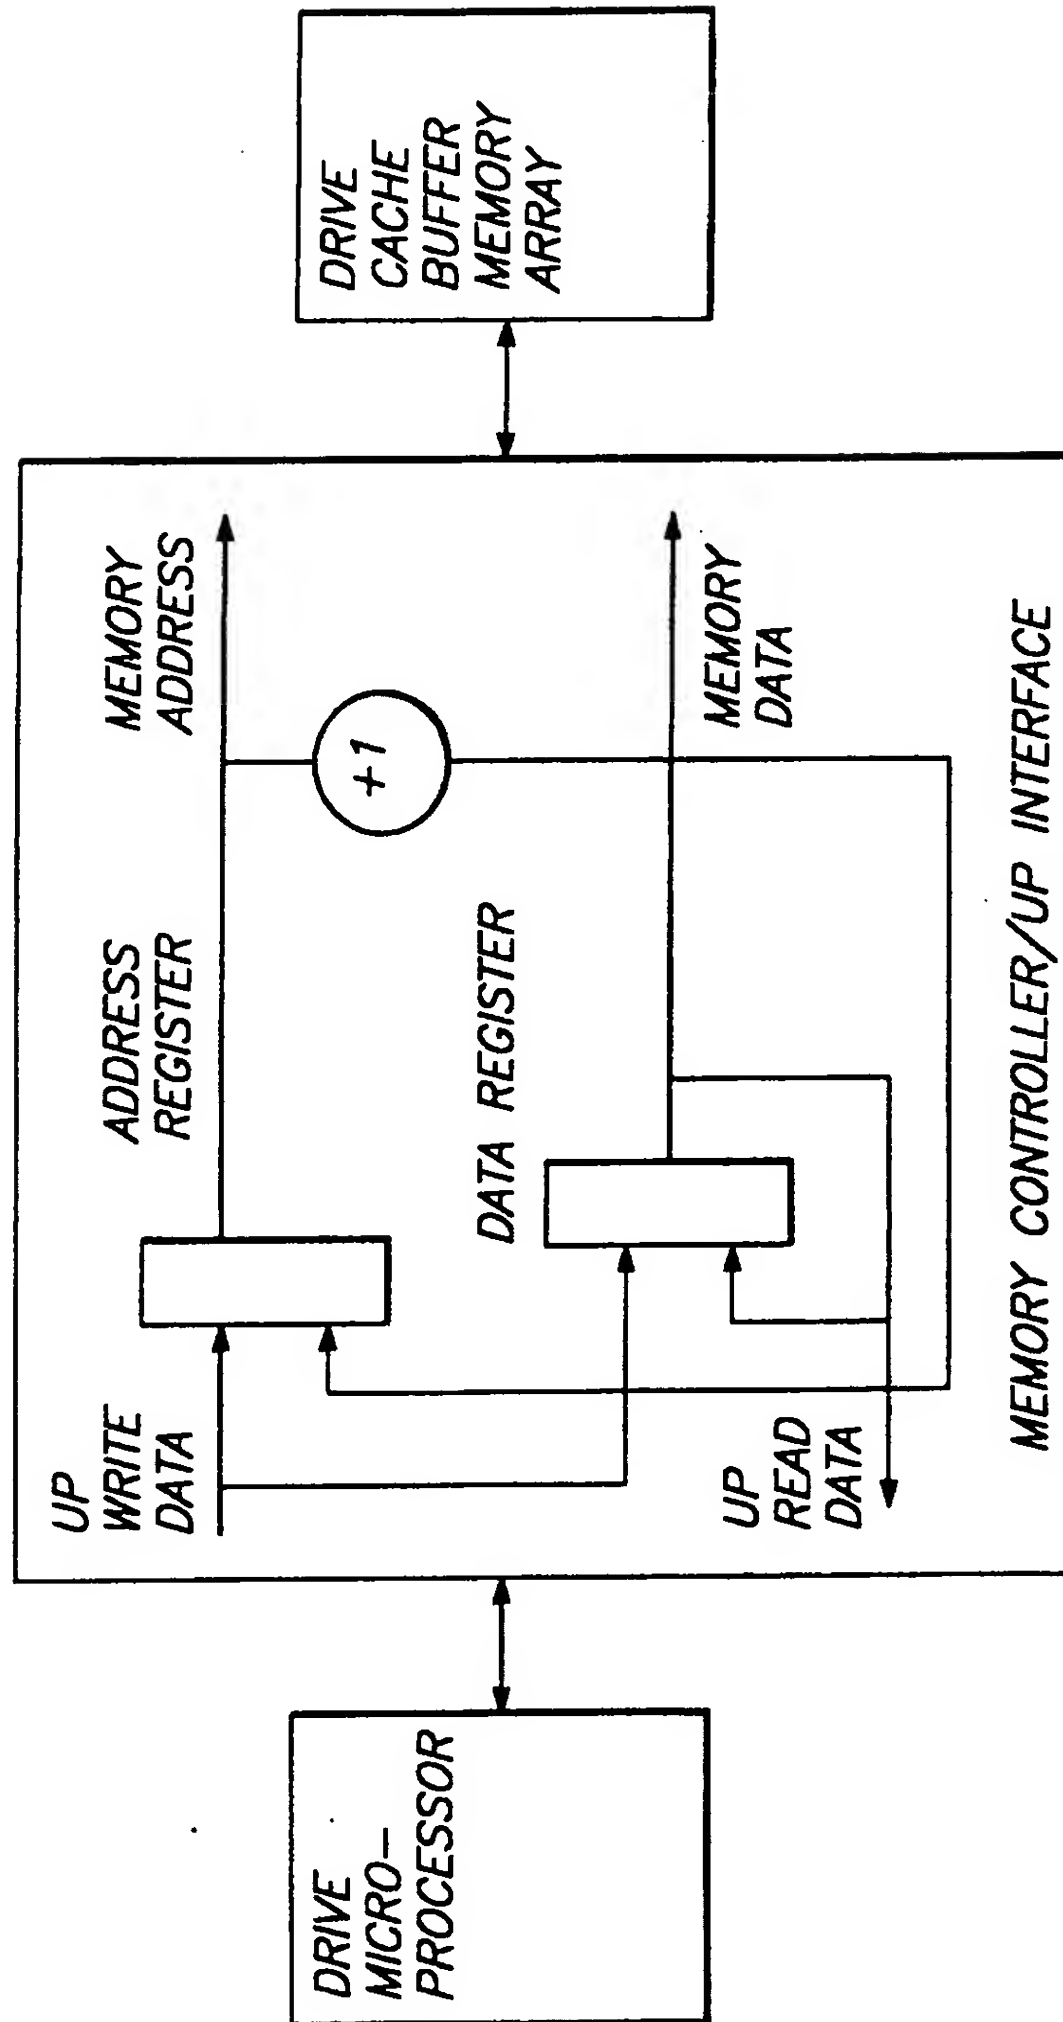 DRIVE
MICRO-
PROCESSOR
UP
WRITE
DATA
ADDRESS
REGISTER
MEMORY
ADDRESS
+1
DATA REGISTER
MEMORY
DATA
UP
READ
DATA
MEMORY CONTROLLER/UP INTERFACE
DRIVE
CACHE
BUFFER
MEMORY
ARRAY